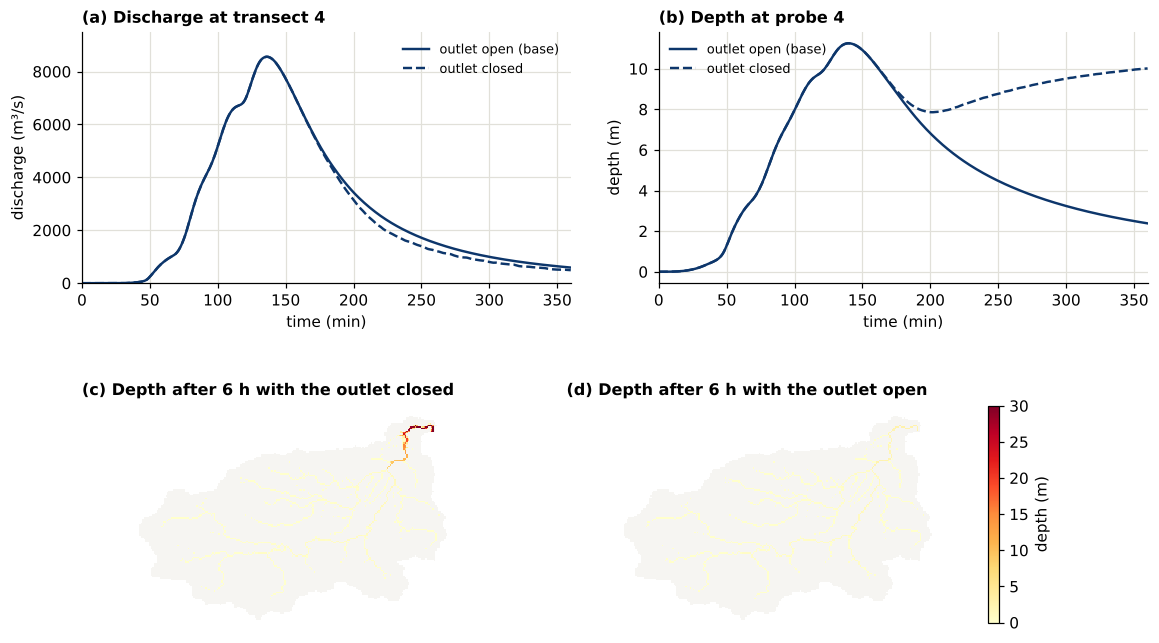 (a) Discharge at transect 4
outlet open (base)
outlet closed
discharge (m³/s)
8000
6000
4000
2000
0
0 50 100 150 200 250 300 350
time (min)
(b) Depth at probe 4
outlet open (base)
outlet closed
depth (m)
10
8
6
4
2
0
0 50 100 150 200 250 300 350
time (min)
(c) Depth after 6 h with the outlet closed
(d) Depth after 6 h with the outlet open
30
25
20
15
10
5
0
depth (m)